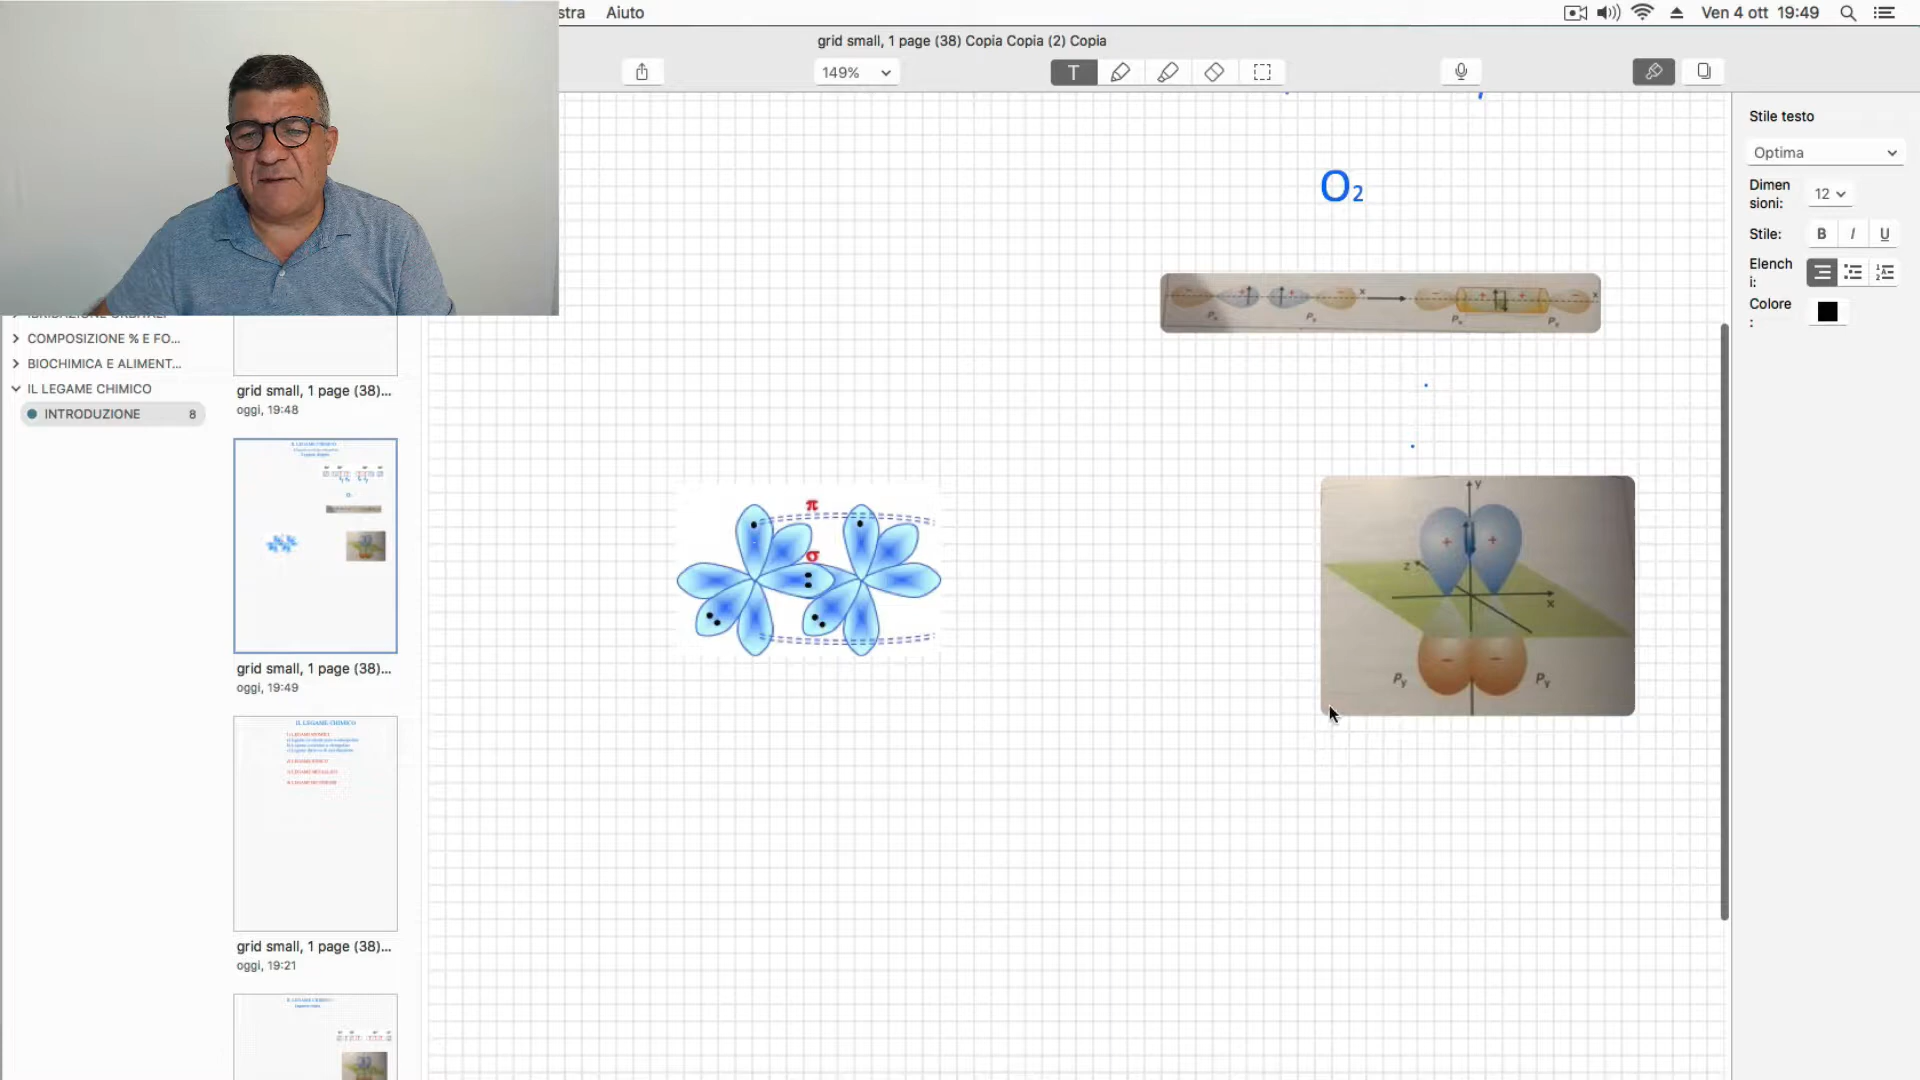 stra Aiuto
Ven 4 ott 19:49
grid small, 1 page (38) Copia Copia (2) Copia
149%
T
Stile testo
Optima
Dimen
sioni:
12
Stile:
B I U
Elench
i:
Colore
:
COMPOSIZIONE % E FO...
BIOCHIMICA E ALIMENT...
IL LEGAME CHIMICO
INTRODUZIONE 8
grid small, 1 page (38)...
oggi, 19:48
grid small, 1 page (38)...
oggi, 19:49
IL LEGAME CHIMICO
grid small, 1 page (38)...
oggi, 19:21
O₂
x x
π
σ
y
+ +
z
x
− −
Py Py